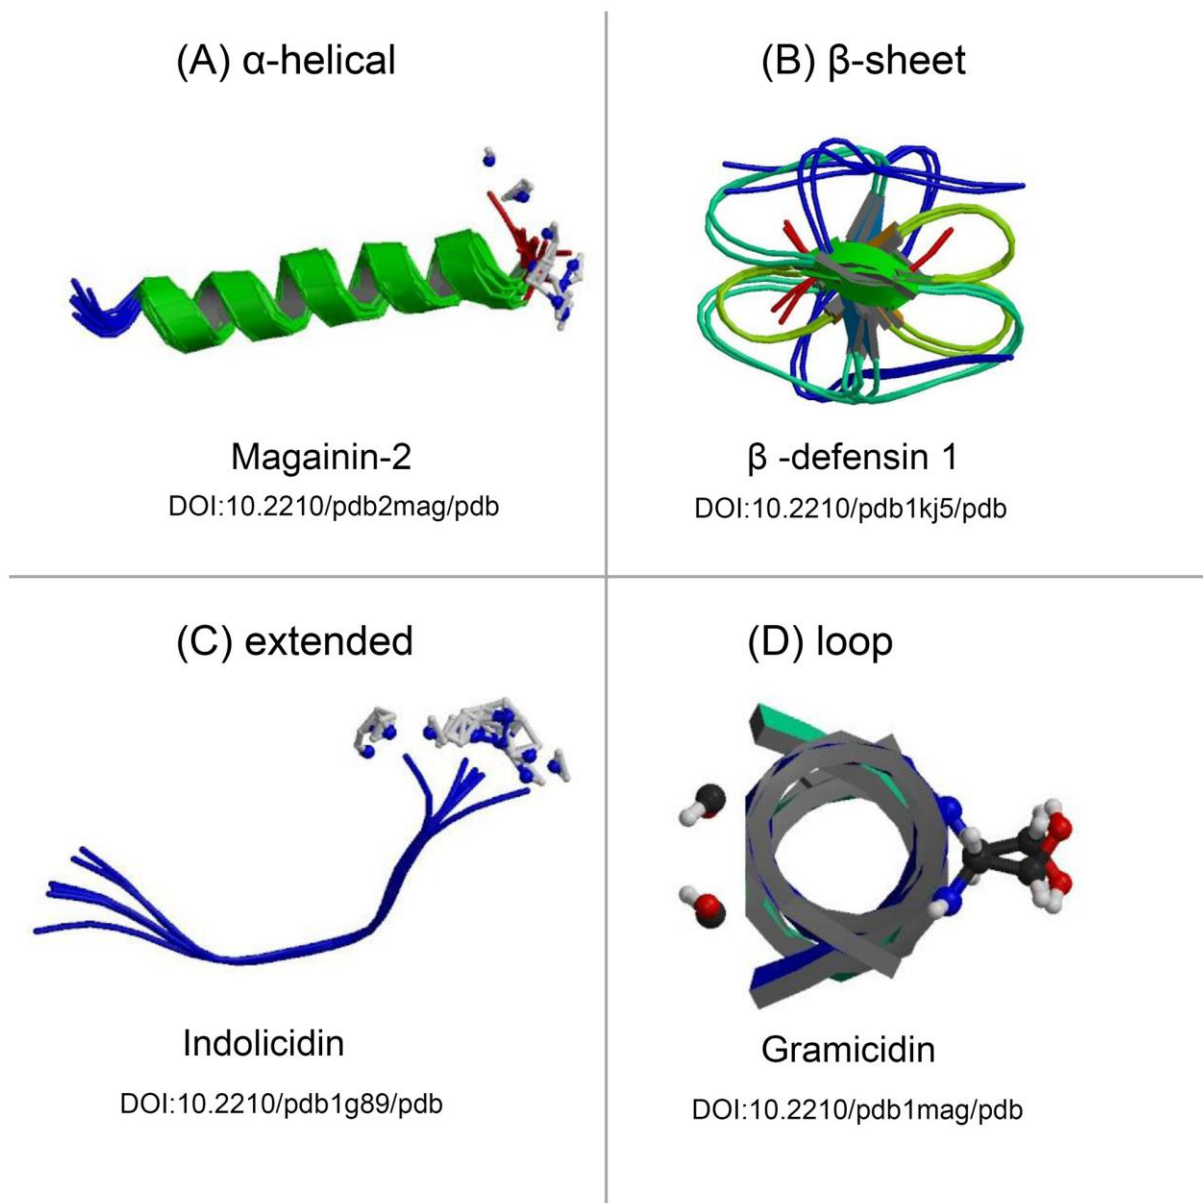 (A) α-helical
Magainin-2
DOI:10.2210/pdb2mag/pdb
(B) β-sheet
β -defensin 1
DOI:10.2210/pdb1kj5/pdb
(C) extended
Indolicidin
DOI:10.2210/pdb1g89/pdb
(D) loop
Gramicidin
DOI:10.2210/pdb1mag/pdb